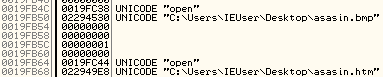 0019FB4C 0019FC38 UNICODE "open"
0019FB50 02294530 UNICODE "C:\Users\IEUser\Desktop\asasin.bmp"
0019FB54 00000000
0019FB58 00000000
0019FB5C 00000001
0019FB60 00000000
0019FB64 0019FC44 UNICODE "open"
0019FB68 022949E8 UNICODE "C:\Users\IEUser\Desktop\asasin.htm"